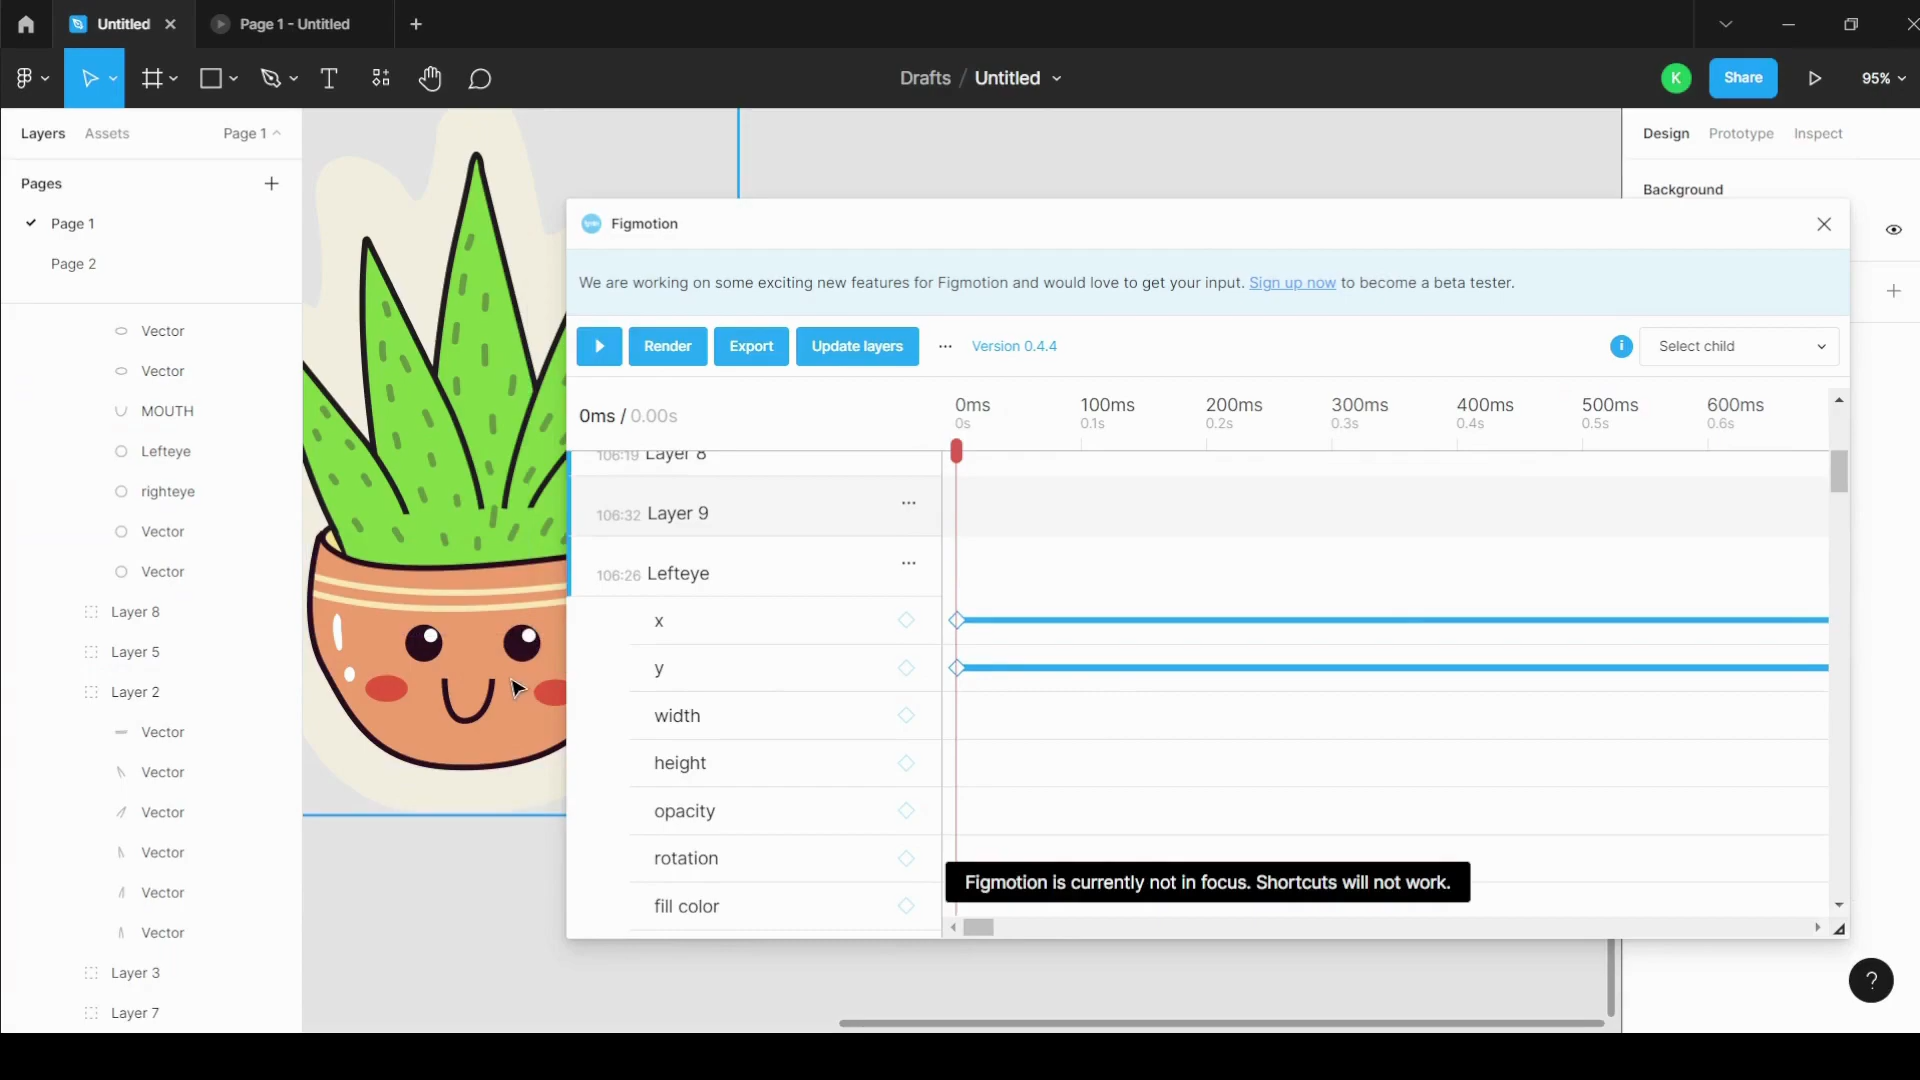 Untitled
Page 1 - Untitled
Drafts / Untitled
K
Share
95%
Layers
Assets
Page 1
Design
Prototype
Inspect
Pages
Background
Page 1
Page 2
Vector
Vector
MOUTH
Lefteye
righteye
Vector
Vector
Layer 8
Layer 5
Layer 2
Vector
Vector
Vector
Vector
Vector
Vector
Layer 3
Layer 7
Figmotion
We are working on some exciting new features for Figmotion and would love to get your input. Sign up now to become a beta tester.
Render
Export
Update layers
Version 0.4.4
i
Select child
0ms / 0.00s
0ms
100ms
200ms
300ms
400ms
500ms
600ms
0s
0.1s
0.2s
0.3s
0.4s
0.5s
0.6s
106:19 Layer 8
106:32 Layer 9
106:26 Lefteye
x
y
width
height
opacity
rotation
fill color
Figmotion is currently not in focus. Shortcuts will not work.
?